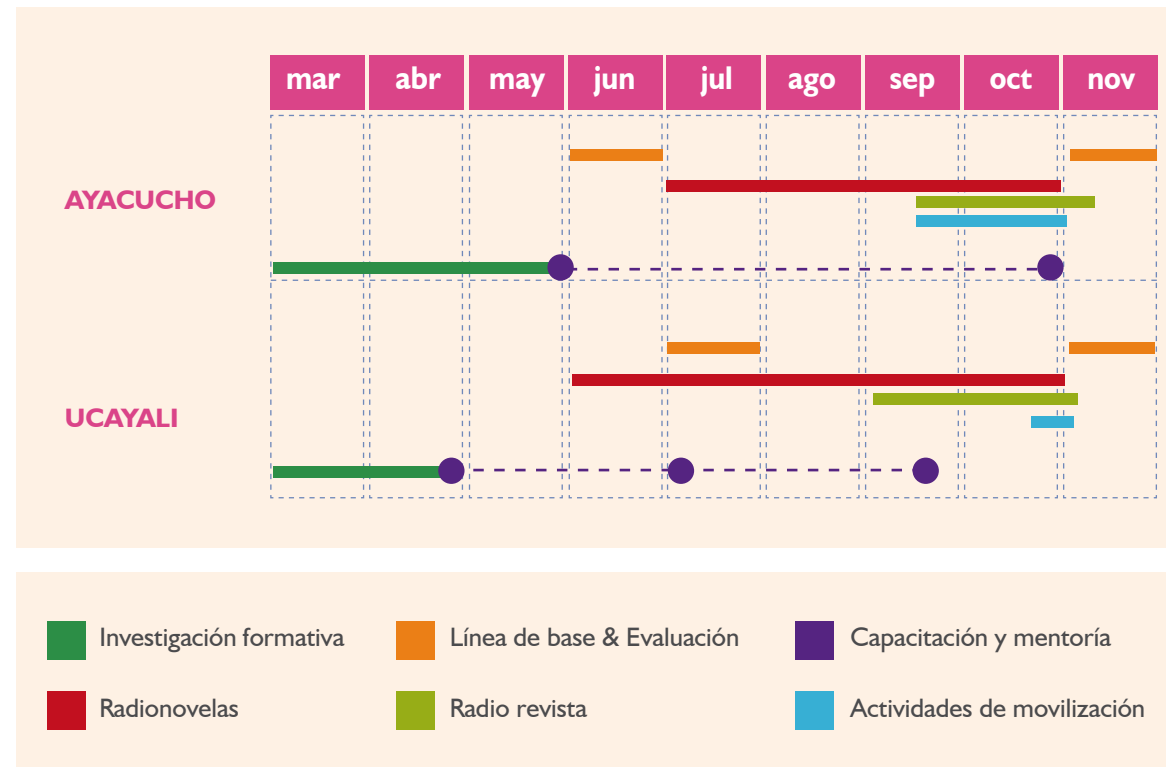 mar abr may jun jul ago sep oct nov
AYACUCHO
UCAYALI
Investigación formativa Línea de base & Evaluación Capacitación y mentoría
Radionovelas Radio revista Actividades de movilización